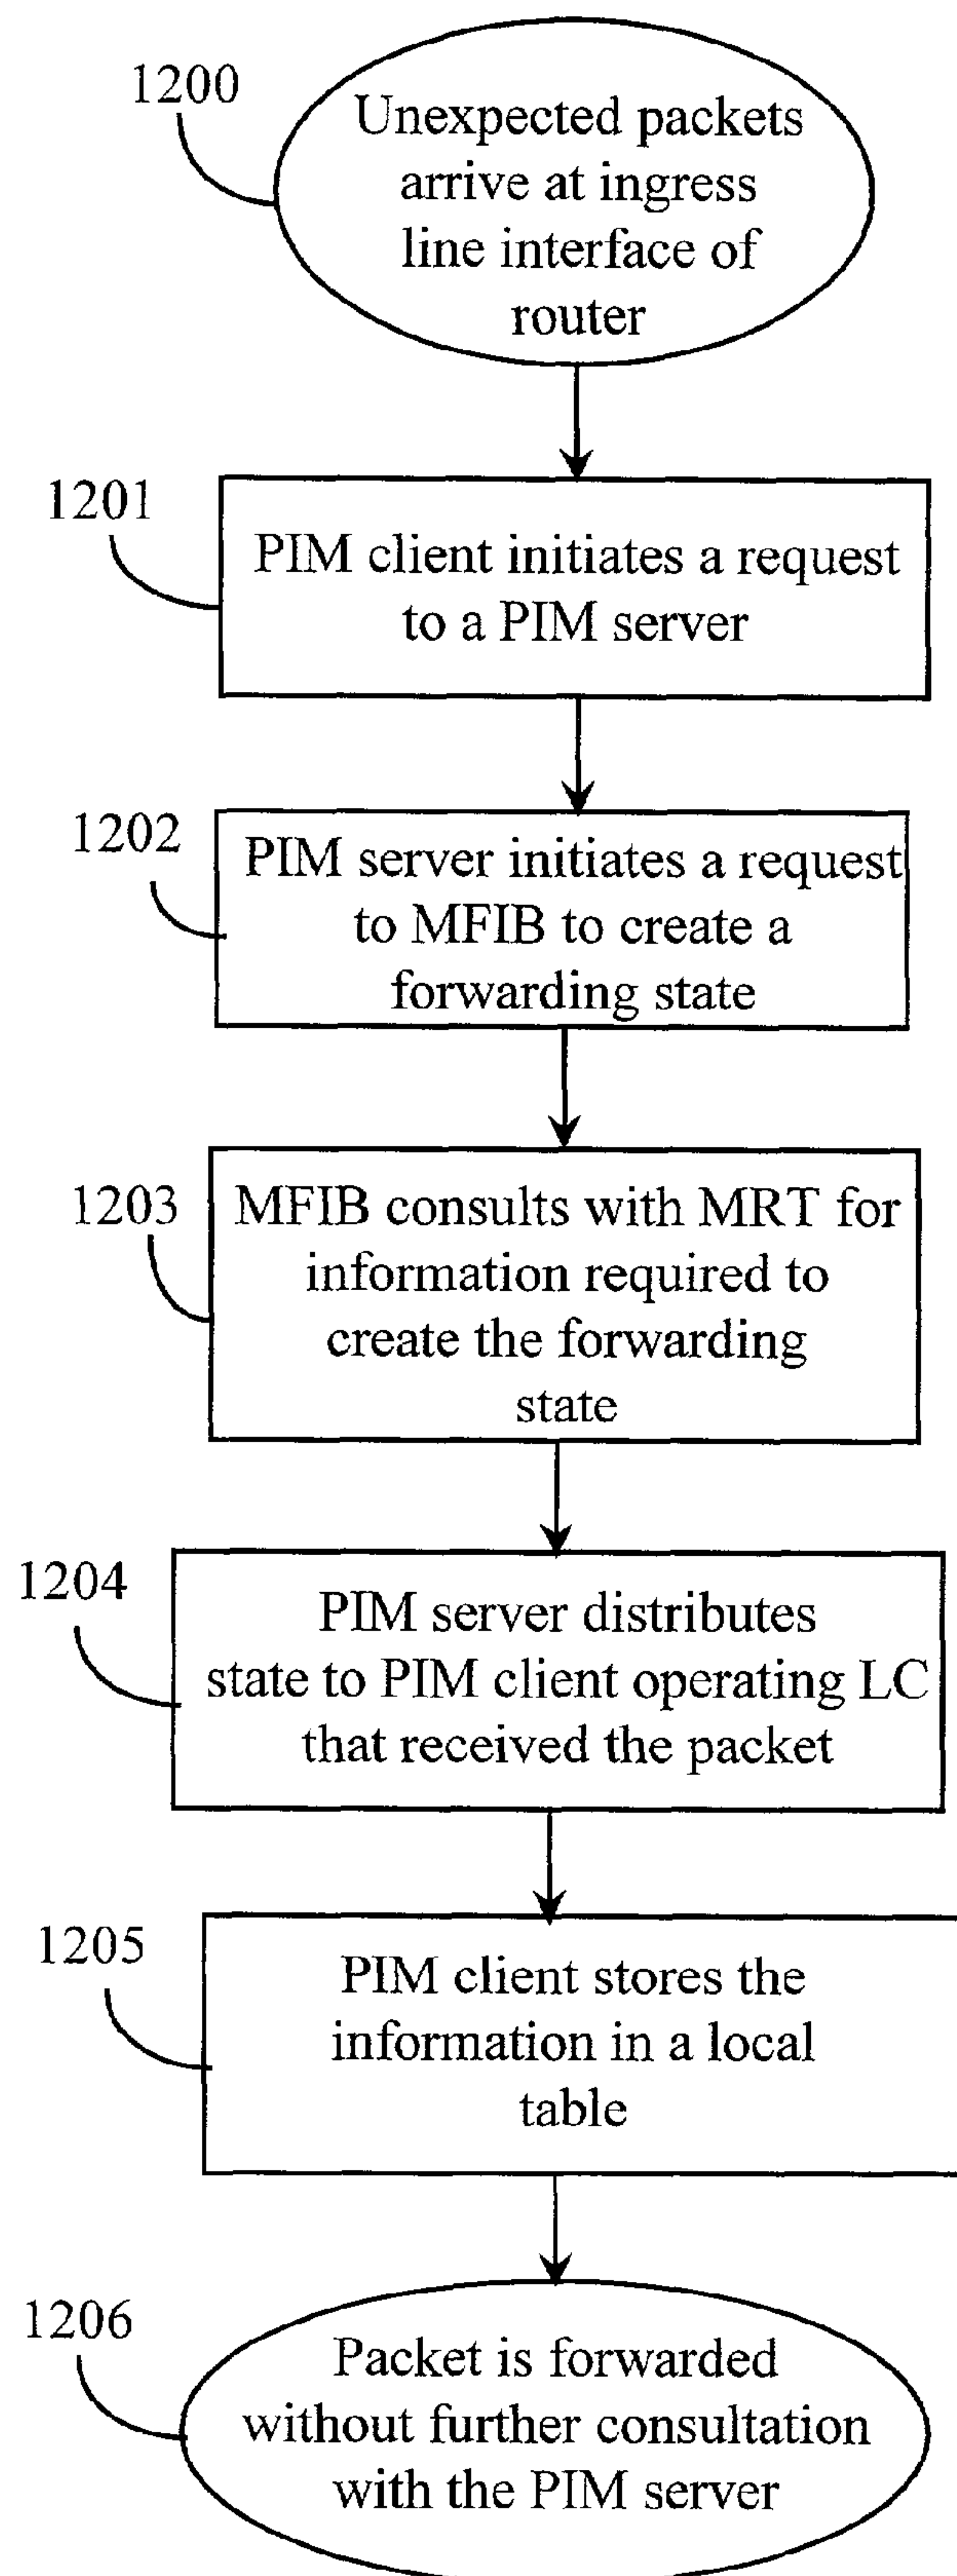 1200
Unexpected packets
arrive at ingress
line interface of
router
1201
PIM client initiates a request
to a PIM server
1202
PIM server initiates a request
to MFIB to create a
forwarding state
1203
MFIB consults with MRT for
information required to
create the forwarding
state
1204
PIM server distributes
state to PIM client operating LC
that received the packet
1205
PIM client stores the
information in a local
table
1206
Packet is forwarded
without further consultation
with the PIM server